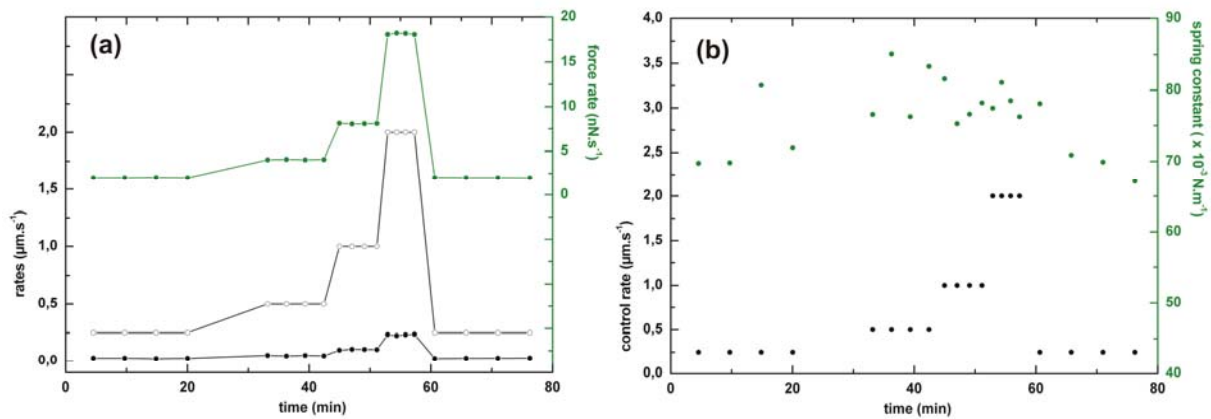 (a)
rates (µm.s⁻¹)
2,0
1,5
1,0
0,5
0,0
0 20 40 60 80
time (min)
20
15
10
5
0
force rate (nN.s⁻¹)
(b)
control rate (µm.s⁻¹)
4,0
3,5
3,0
2,5
2,0
1,5
1,0
0,5
0,0
0 20 40 60 80
time (min)
90
80
70
60
50
40
spring constant ( x 10⁻³ N.m⁻¹)